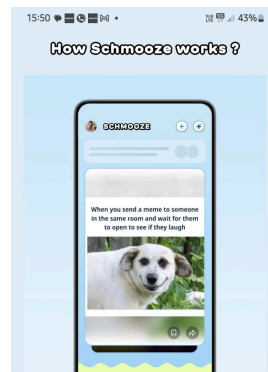 15:50
43%
How Schmooze works ?
SCHMOOZE
When you send a meme to someone
in the same room and wait for them
to open to see if they laugh